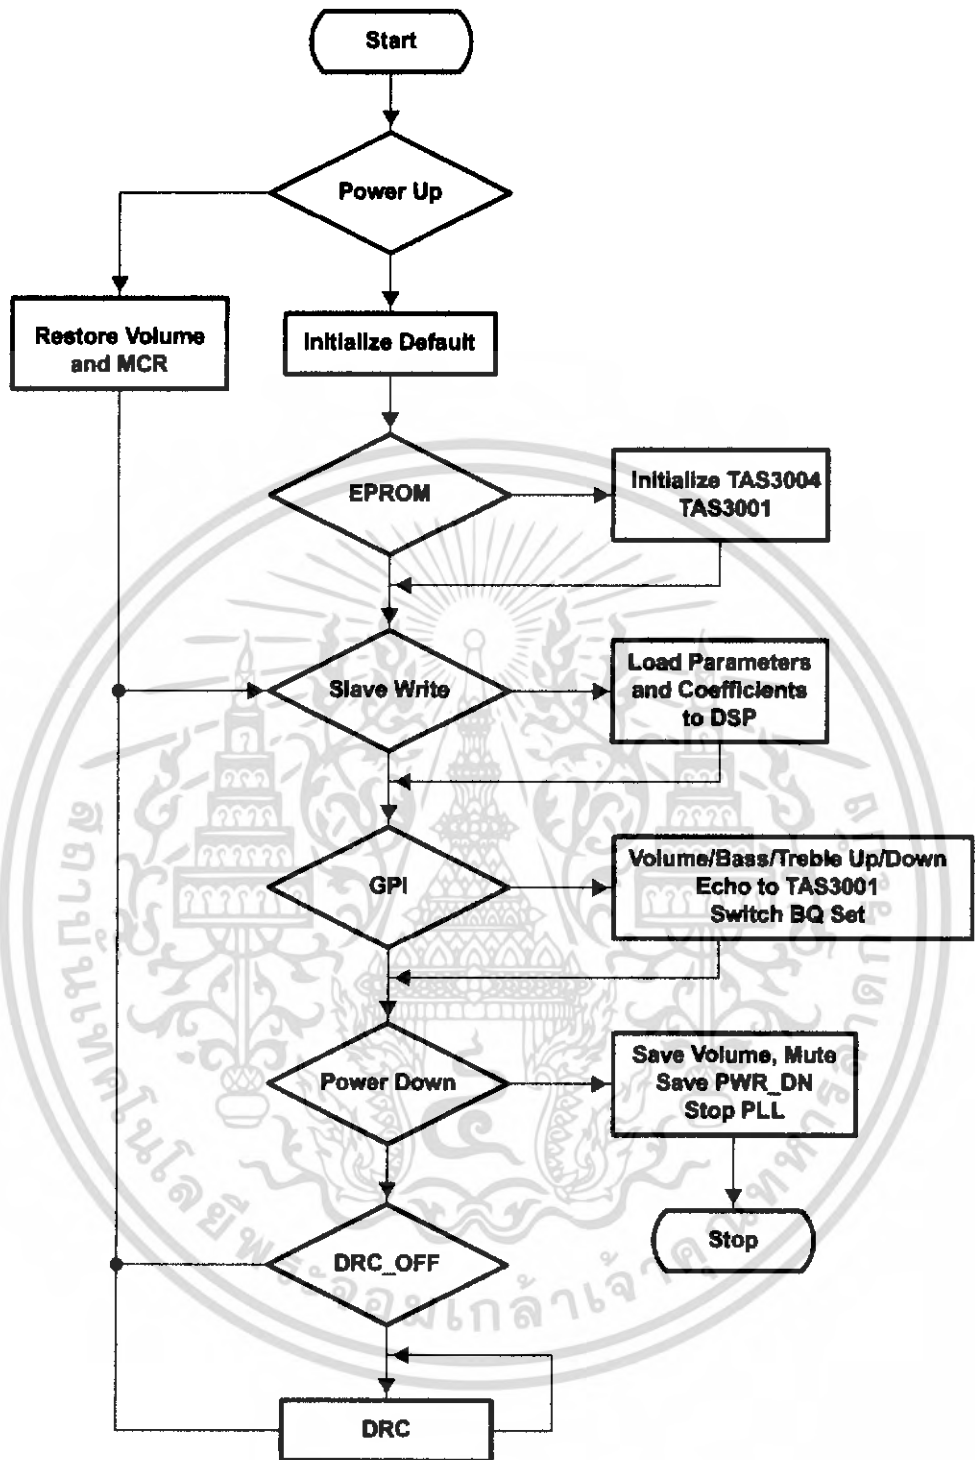 Start
Power Up
Restore Volume
and MCR
Initialize Default
EPROM
Initialize TAS3004
TAS3001
Slave Write
Load Parameters
and Coefficients
to DSP
GPI
Volume/Bass/Treble Up/Down
Echo to TAS3001
Switch BQ Set
Power Down
Save Volume, Mute
Save PWR_DN
Stop PLL
Stop
DRC_OFF
DRC